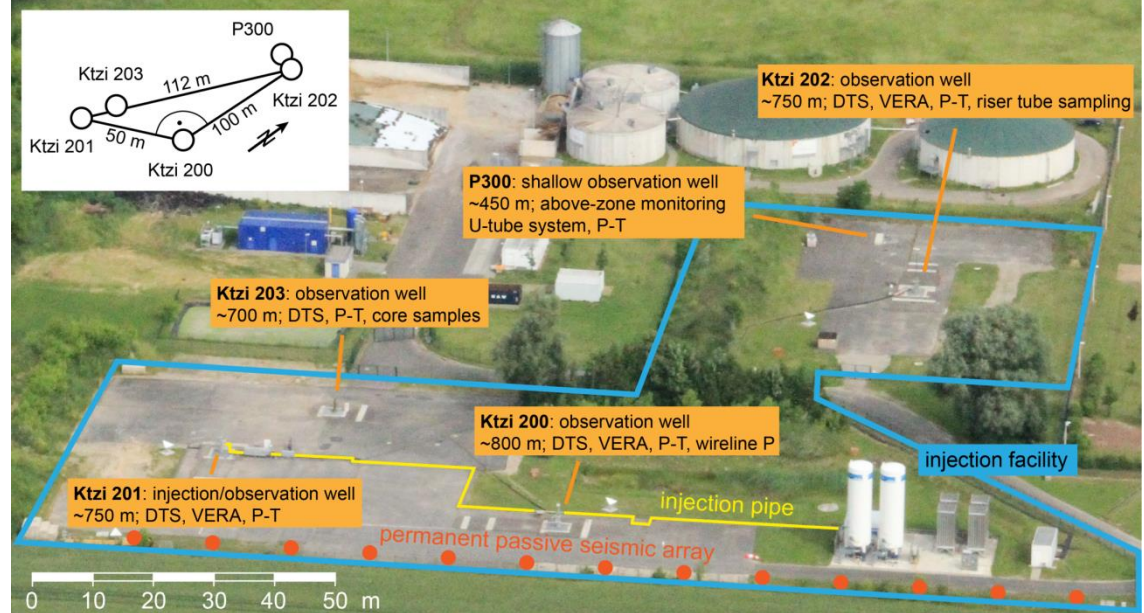 P300
Ktzi 203
112 m
Ktzi 202
100 m
50 m
Ktzi 201
Ktzi 200
N
Ktzi 202: observation well
~750 m; DTS, VERA, P-T, riser tube sampling
P300: shallow observation well
~450 m; above-zone monitoring
U-tube system, P-T
Ktzi 203: observation well
~700 m; DTS, P-T, core samples
Ktzi 200: observation well
~800 m; DTS, VERA, P-T, wireline P
injection facility
Ktzi 201: injection/observation well
~750 m; DTS, VERA, P-T
injection pipe
permanent passive seismic array
0 10 20 30 40 50 m